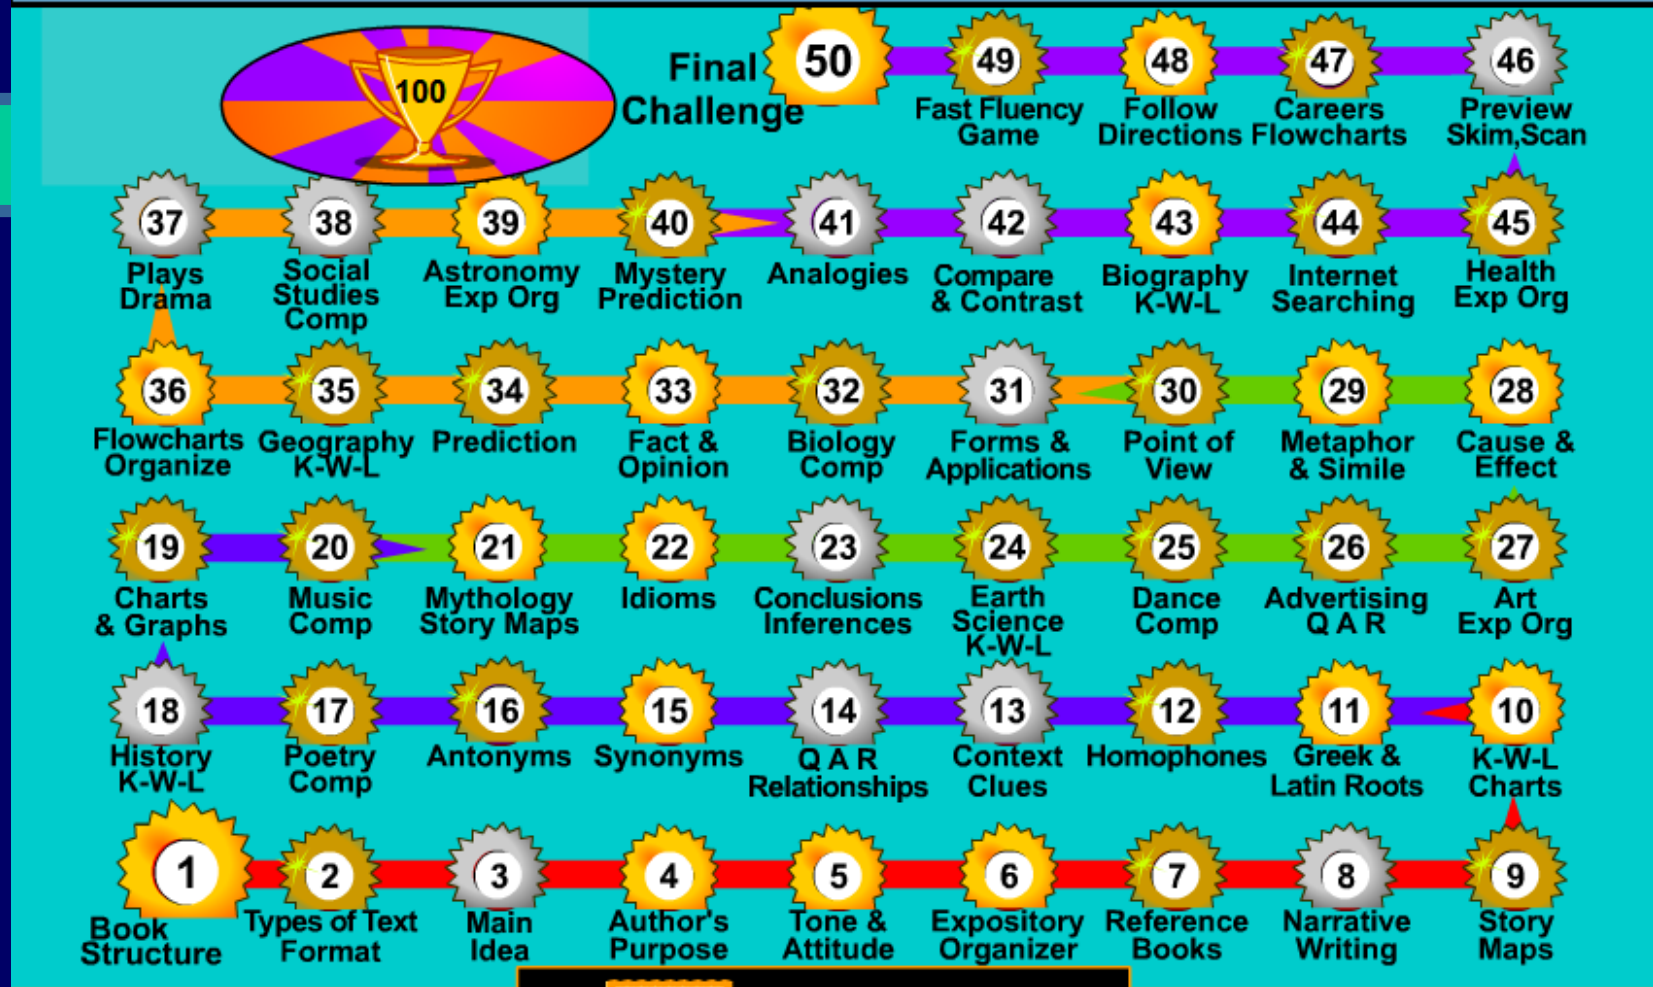 100
Final
Challenge
50 49 48 47 46
Fast Fluency
Game
Follow
Directions
Careers
Flowcharts
Preview
Skim,Scan
37 38 39 40 41 42 43 44 45
Plays
Drama
Social
Studies
Comp
Astronomy
Exp Org
Mystery
Prediction
Analogies
Compare
& Contrast
Biography
K-W-L
Internet
Searching
Health
Exp Org
36 35 34 33 32 31 30 29 28
Flowcharts
Organize
Geography
K-W-L
Prediction
Fact &
Opinion
Biology
Comp
Forms &
Applications
Point of
View
Metaphor
& Simile
Cause &
Effect
19 20 21 22 23 24 25 26 27
Charts
& Graphs
Music
Comp
Mythology
Story Maps
Idioms
Conclusions
Inferences
Earth
Science
K-W-L
Dance
Comp
Advertising
Q A R
Art
Exp Org
18 17 16 15 14 13 12 11 10
History
K-W-L
Poetry
Comp
Antonyms
Synonyms
Q A R
Relationships
Context
Clues
Homophones
Greek &
Latin Roots
K-W-L
Charts
1 2 3 4 5 6 7 8 9
Book
Structure
Types of Text
Format
Main
Idea
Author's
Purpose
Tone &
Attitude
Expository
Organizer
Reference
Books
Narrative
Writing
Story
Maps